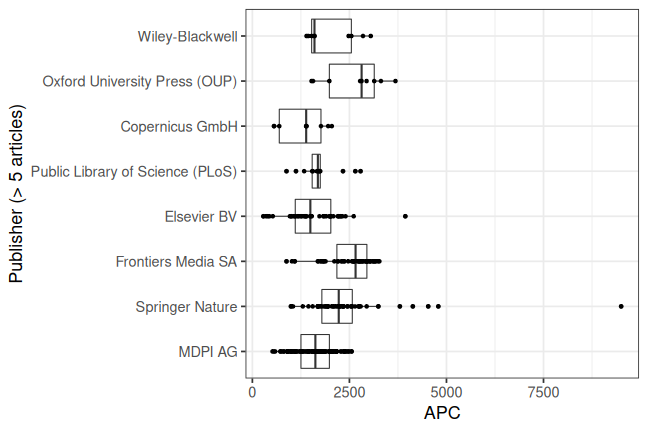 Publisher (> 5 articles)
Wiley-Blackwell
Oxford University Press (OUP)
Copernicus GmbH
Public Library of Science (PLoS)
Elsevier BV
Frontiers Media SA
Springer Nature
MDPI AG
0 2500 5000 7500
APC